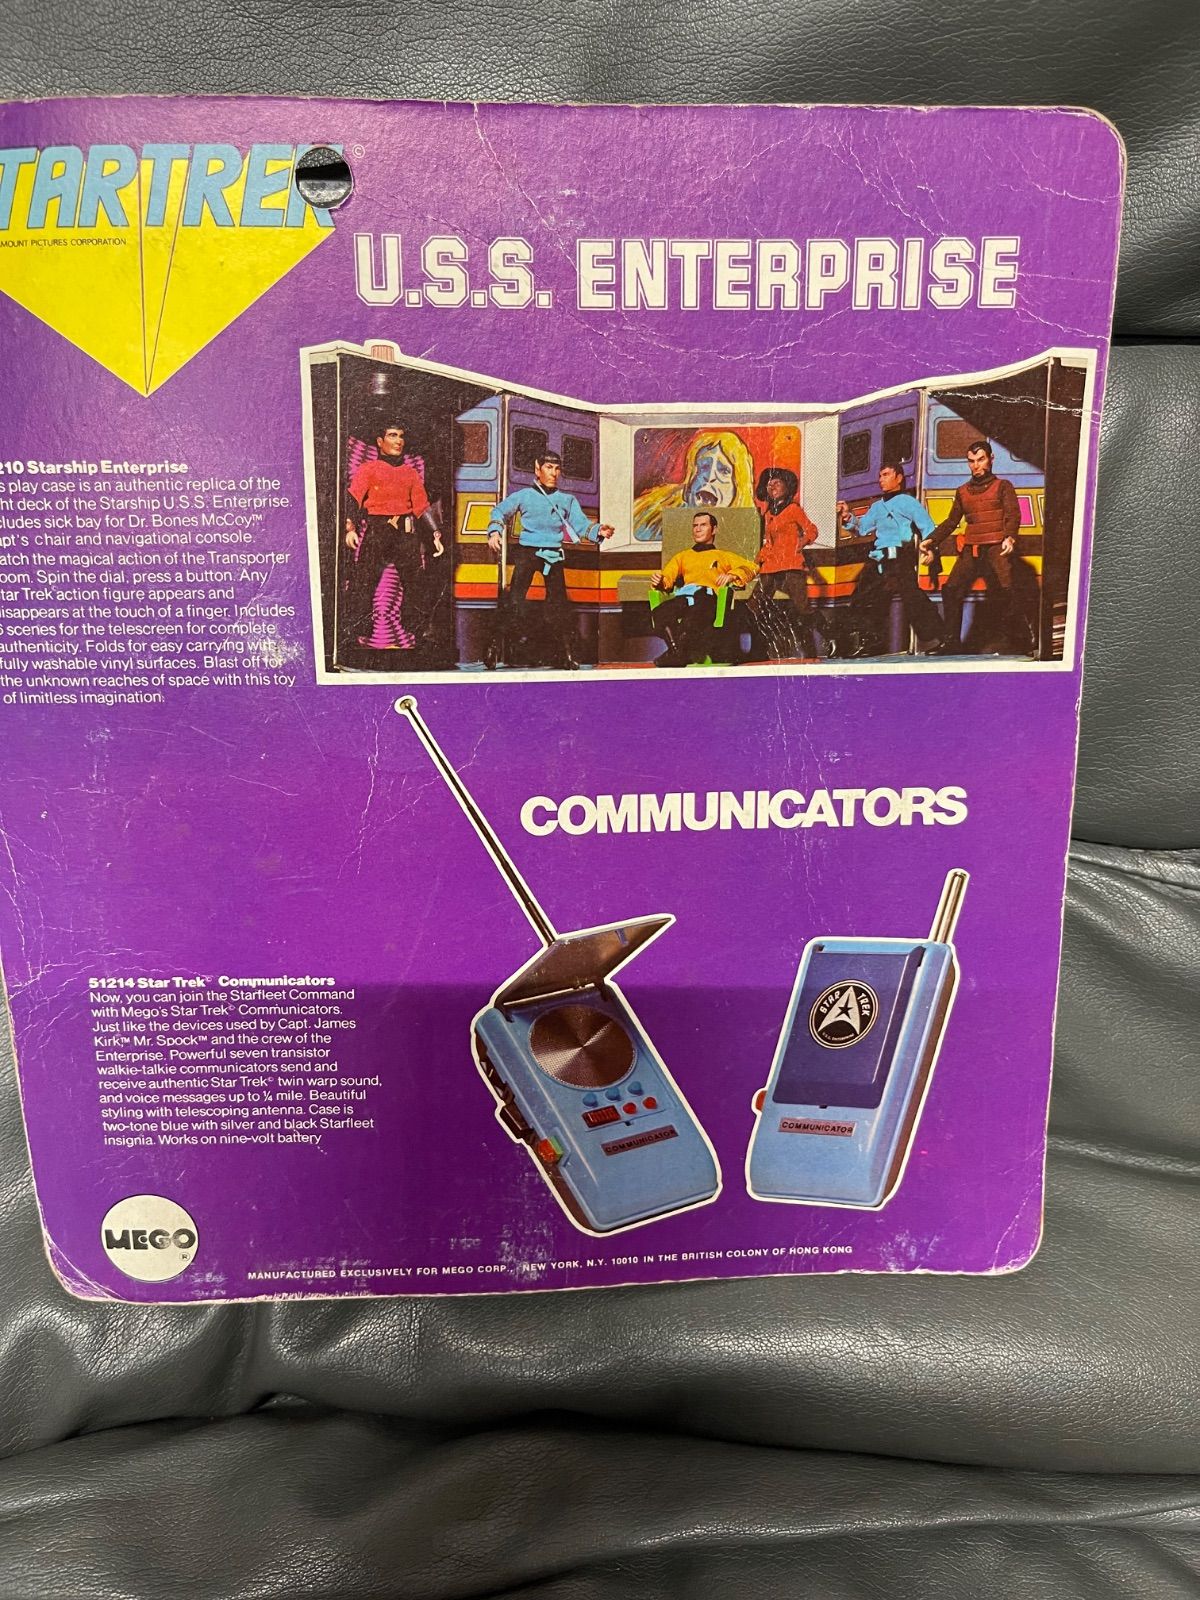 TARTREK ©
MOUNT PICTURES CORPORATION
U.S.S. ENTERPRISE
210 Starship Enterprise
s play case is an authentic replica of the
ht deck of the Starship U.S.S. Enterprise.
cludes sick bay for Dr. Bones McCoy™
apt's chair and navigational console.
atch the magical action of the Transporter
oom. Spin the dial, press a button. Any
tar Trek action figure appears and
isappears at the touch of a finger. Includes
6 scenes for the telescreen for complete
authenticity. Folds for easy carrying with
fully washable vinyl surfaces. Blast off for
the unknown reaches of space with this toy
of limitless imagination.
COMMUNICATORS
51214 Star Trek© Communicators
Now, you can join the Starfleet Command
with Mego's Star Trek© Communicators.
Just like the devices used by Capt. James
Kirk™ Mr. Spock™ and the crew of the
Enterprise. Powerful seven transistor
walkie-talkie communicators send and
receive authentic Star Trek© twin warp sound,
and voice messages up to ¼ mile. Beautiful
styling with telescoping antenna. Case is
two-tone blue with silver and black Starfleet
insignia. Works on nine-volt battery
STAR TREK
U.S.S. Enterprise
COMMUNICATOR
COMMUNICATOR
MEGO ®
MANUFACTURED EXCLUSIVELY FOR MEGO CORP., NEW YORK, N.Y. 10010 IN THE BRITISH COLONY OF HONG KONG